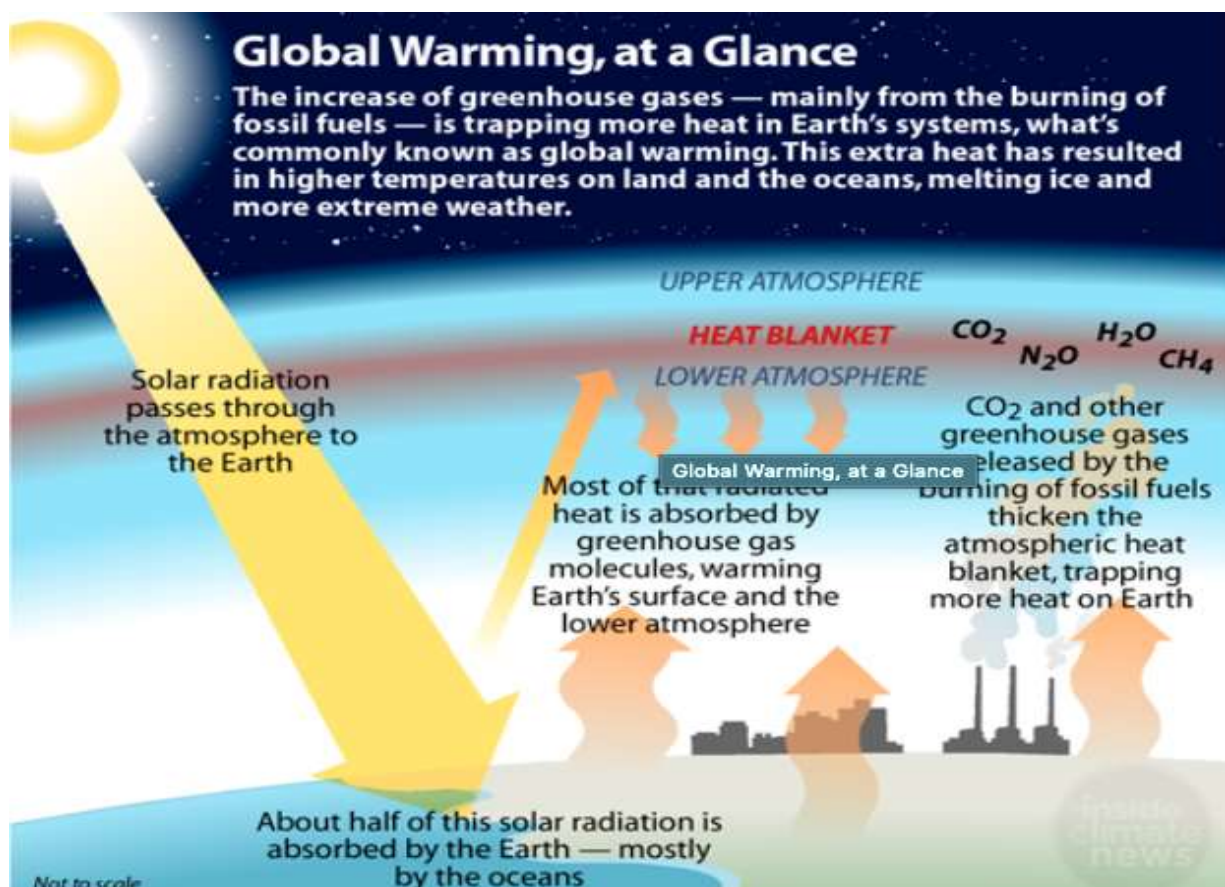 Global Warming, at a Glance
The increase of greenhouse gases — mainly from the burning of
fossil fuels — is trapping more heat in Earth's systems, what's
commonly known as global warming. This extra heat has resulted
in higher temperatures on land and the oceans, melting ice and
more extreme weather.
UPPER ATMOSPHERE
HEAT BLANKET
CO₂
N₂O
H₂O
CH₄
LOWER ATMOSPHERE
Solar radiation
passes through
the atmosphere to
the Earth
Global Warming, at a Glance
Most of that radiated
heat is absorbed by
greenhouse gas
molecules, warming
Earth's surface and the
lower atmosphere
CO₂ and other
greenhouse gases
released by the
burning of fossil fuels
thicken the
atmospheric heat
blanket, trapping
more heat on Earth
About half of this solar radiation is
absorbed by the Earth — mostly
by the oceans
Not to scale
inside
climate
news